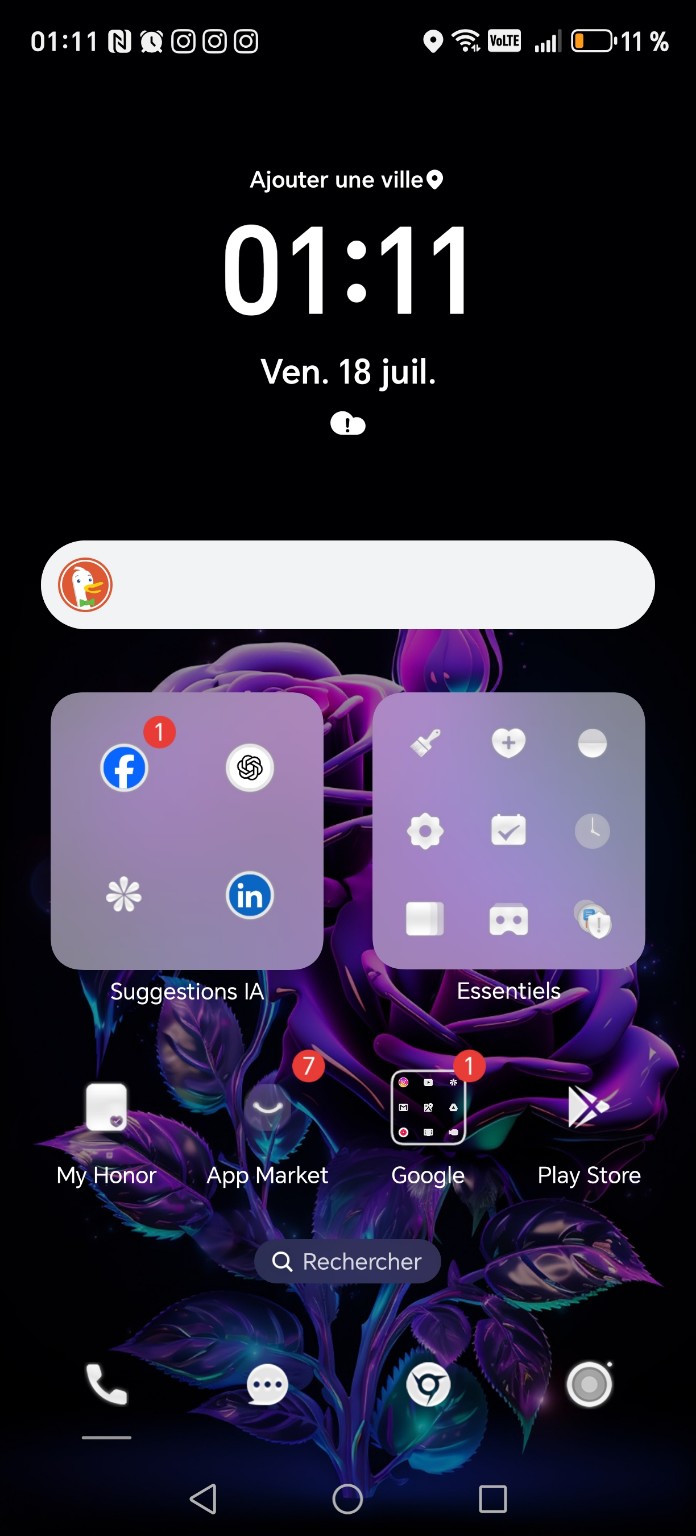 01:11 VoLTE 11 %
Ajouter une ville
01:11
Ven. 18 juil.
1
in
Suggestions IA
Essentiels
7
1
My Honor
App Market
Google
Play Store
Rechercher